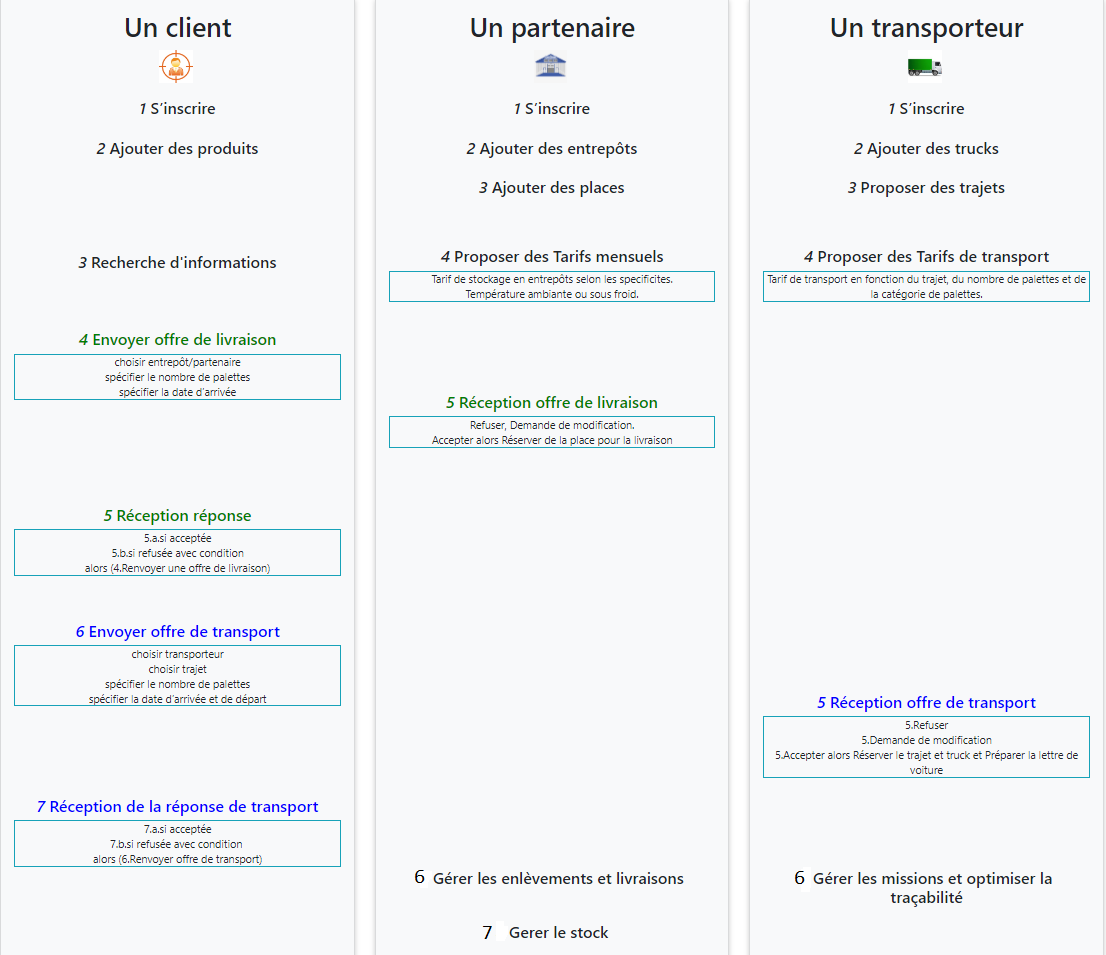 Un client
1 S'inscrire
2 Ajouter des produits
3 Recherche d'informations
4 Envoyer offre de livraison
choisir entrepôt/partenaire
spécifier le nombre de palettes
spécifier la date d'arrivée
5 Réception réponse
5.a.si acceptée
5.b.si refusée avec condition
alors (4.Renvoyer une offre de livraison)
6 Envoyer offre de transport
choisir transporteur
choisir trajet
spécifier le nombre de palettes
spécifier la date d'arrivée et de départ
7 Réception de la réponse de transport
7.a.si acceptée
7.b.si refusée avec condition
alors (6.Renvoyer offre de transport)
Un partenaire
1 S'inscrire
2 Ajouter des entrepôts
3 Ajouter des places
4 Proposer des Tarifs mensuels
Tarif de stockage en entrepôts selon les specificites.
Température ambiante ou sous froid.
5 Réception offre de livraison
Refuser, Demande de modification.
Accepter alors Réserver de la place pour la livraison
6 Gérer les enlèvements et livraisons
7 Gerer le stock
Un transporteur
1 S'inscrire
2 Ajouter des trucks
3 Proposer des trajets
4 Proposer des Tarifs de transport
Tarif de transport en fonction du trajet, du nombre de palettes et de
la catégorie de palettes.
5 Réception offre de transport
5.Refuser
5.Demande de modification
5.Accepter alors Réserver le trajet et truck et Préparer la lettre de
voiture
6 Gérer les missions et optimiser la
traçabilité